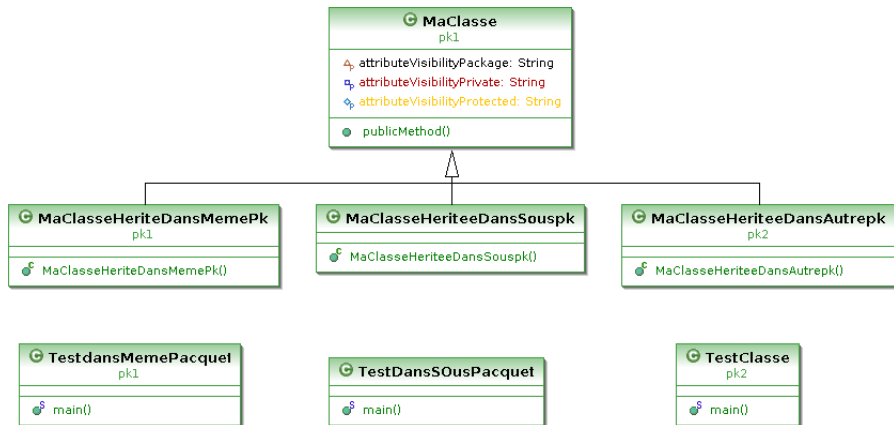 MaClasse
pk1
attributeVisibilityPackage: String
attributeVisibilityPrivate: String
attributeVisibilityProtected: String
publicMethod()
MaClasseHeriteDansMemePk
pk1
MaClasseHeriteDansMemePk()
MaClasseHeriteeDansSouspk
MaClasseHeriteeDansSouspk()
MaClasseHeriteeDansAutrepk
pk2
MaClasseHeriteeDansAutrepk()
TestdansMemePacquet
pk1
main()
TestDansSOusPacquet
main()
TestClasse
pk2
main()